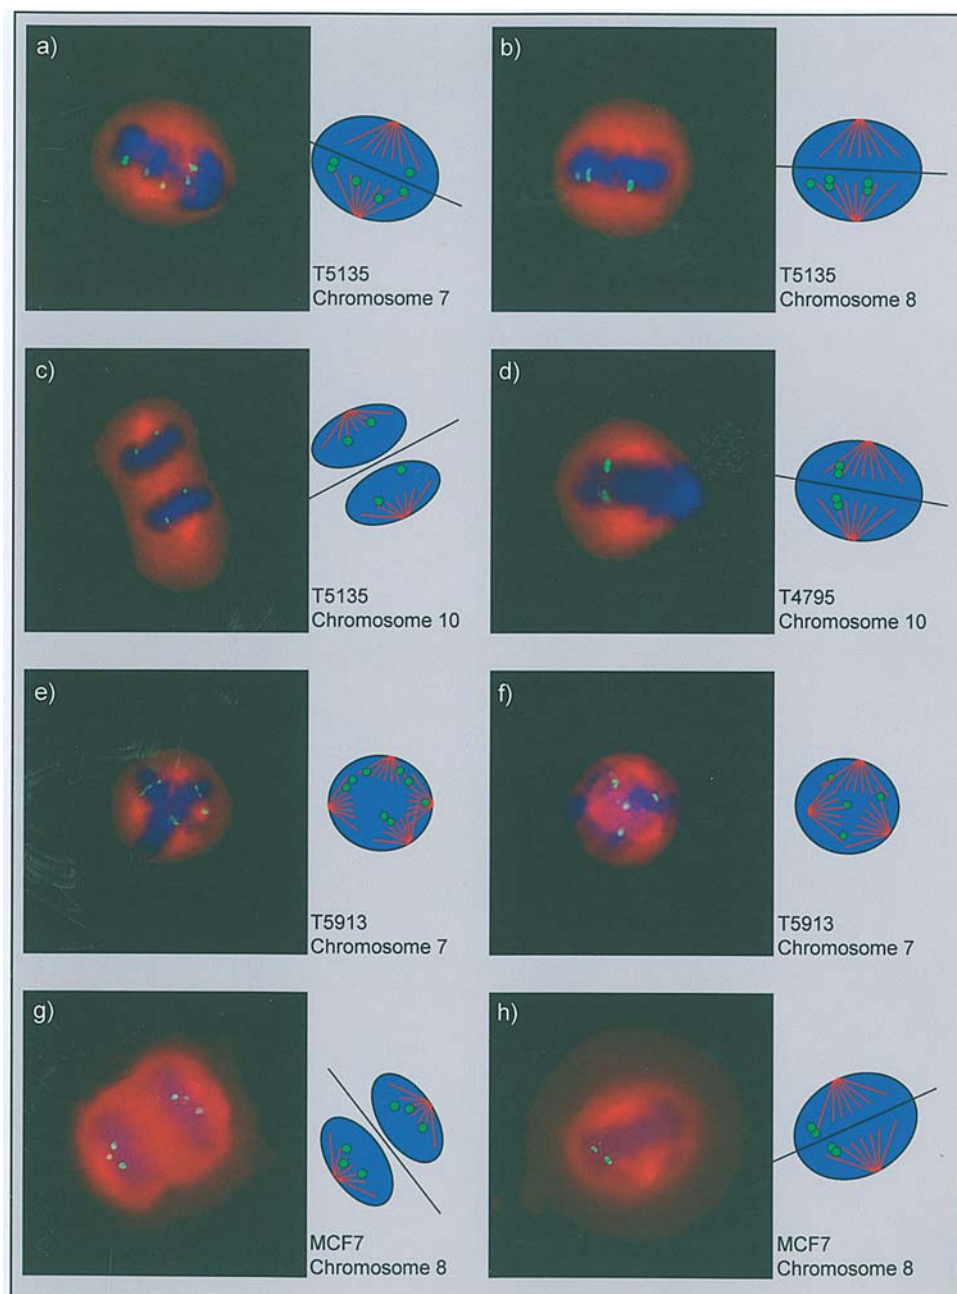 a)
b)
T5135
Chromosome 7
T5135
Chromosome 8
c)
d)
T5135
Chromosome 10
T4795
Chromosome 10
e)
f)
T5913
Chromosome 7
T5913
Chromosome 7
g)
h)
MCF7
Chromosome 8
MCF7
Chromosome 8